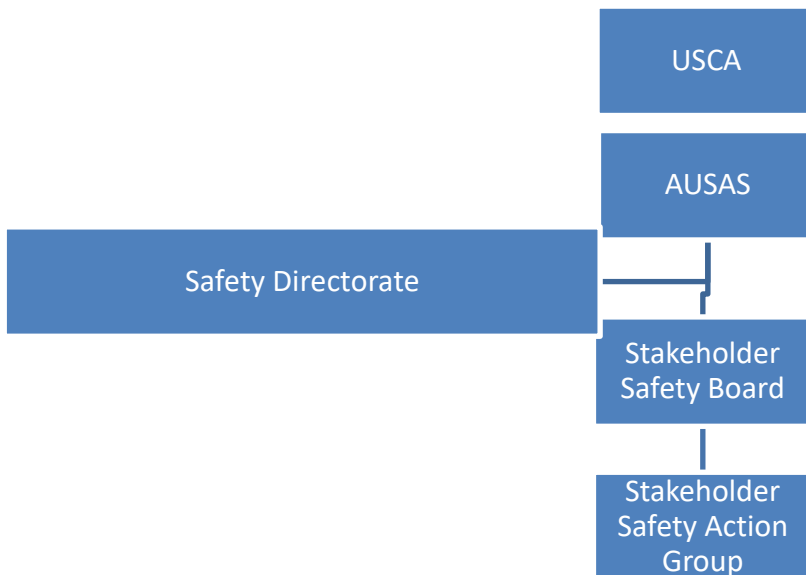 USCA
AUSAS
Safety Directorate
Stakeholder
Safety Board
Stakeholder
Safety Action
Group